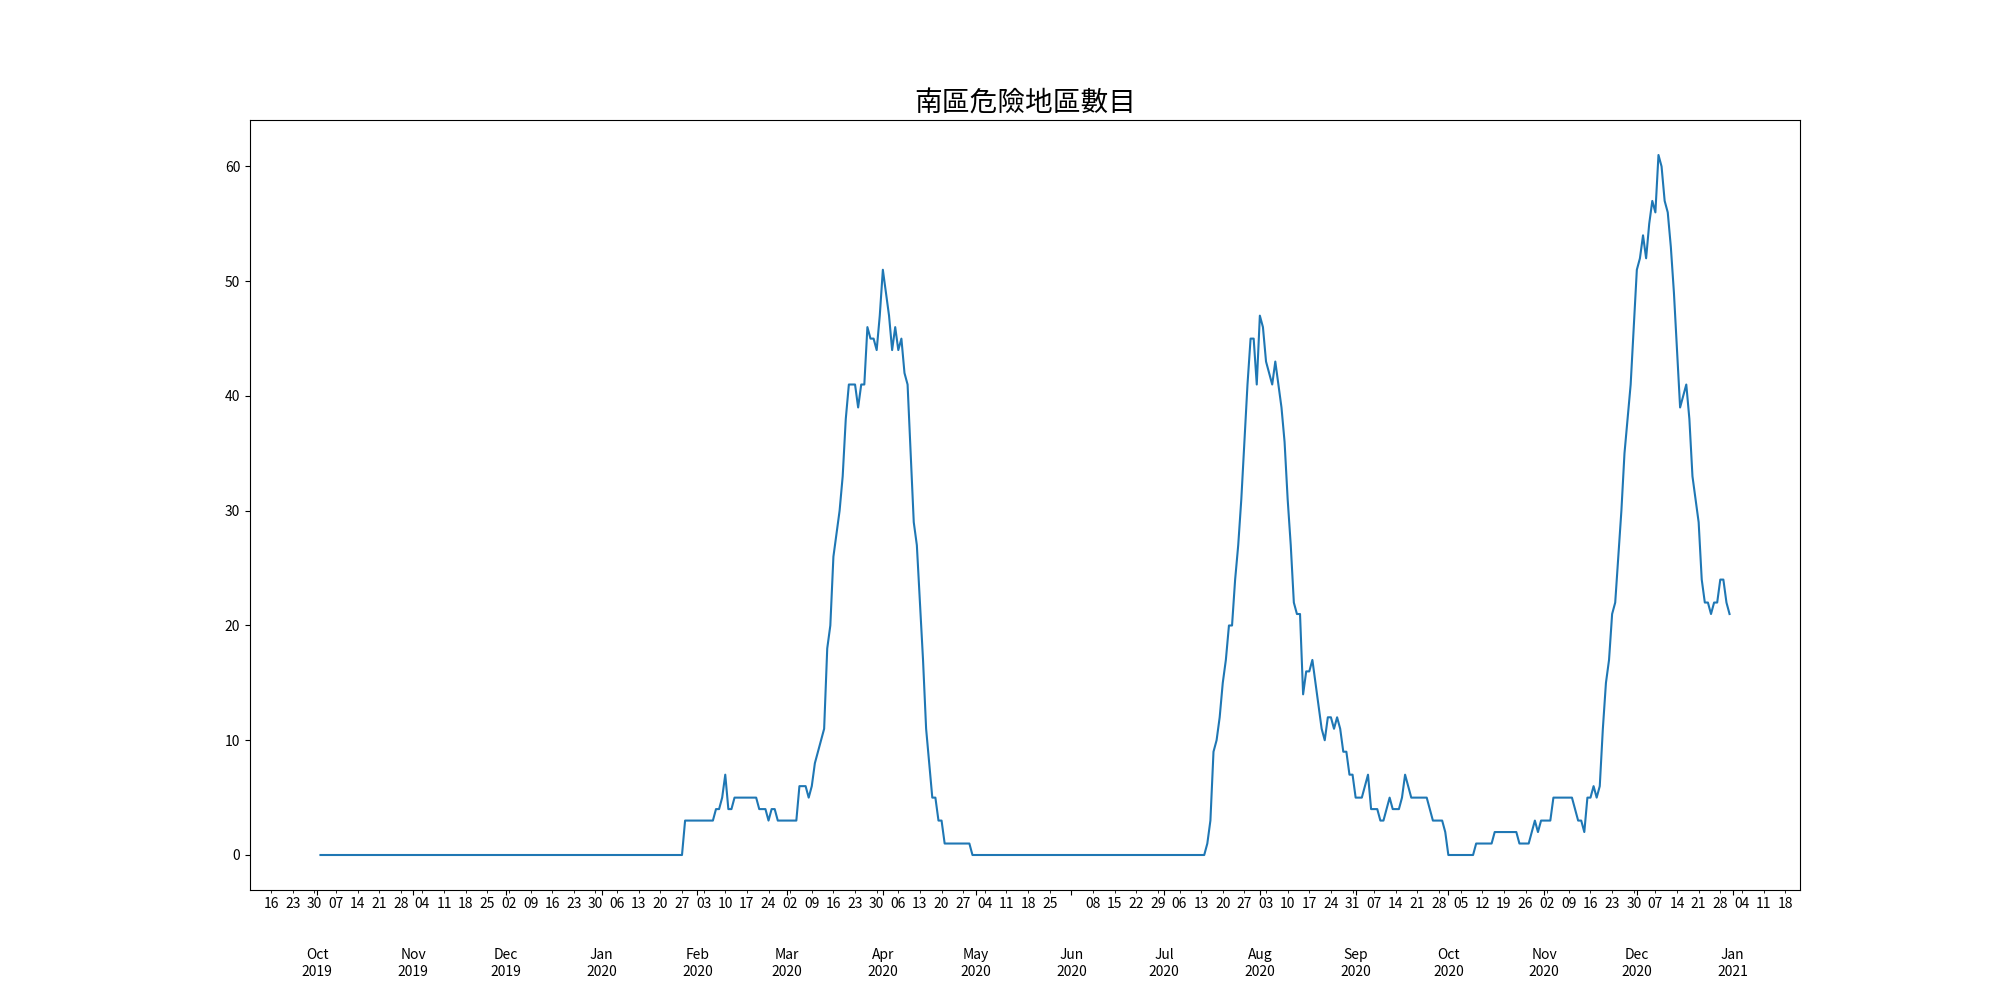 南區危險地區數目
60
50
40
30
20
10
0
16 23 30 07 14 21 28 04 11 18 25 02 09 16 23 30 06 13 20 27 03 10 17 24 02 09 16 23 30 06 13 20 27 04 11 18 25 08 15 22 29 06 13 20 27 03 10 17 24 31 07 14 21 28 05 12 19 26 02 09 16 23 30 07 14 21 28 04 11 18
Oct Nov Dec Jan Feb Mar Apr May Jun Jul Aug Sep Oct Nov Dec Jan
2019 2019 2019 2020 2020 2020 2020 2020 2020 2020 2020 2020 2020 2020 2020 2021